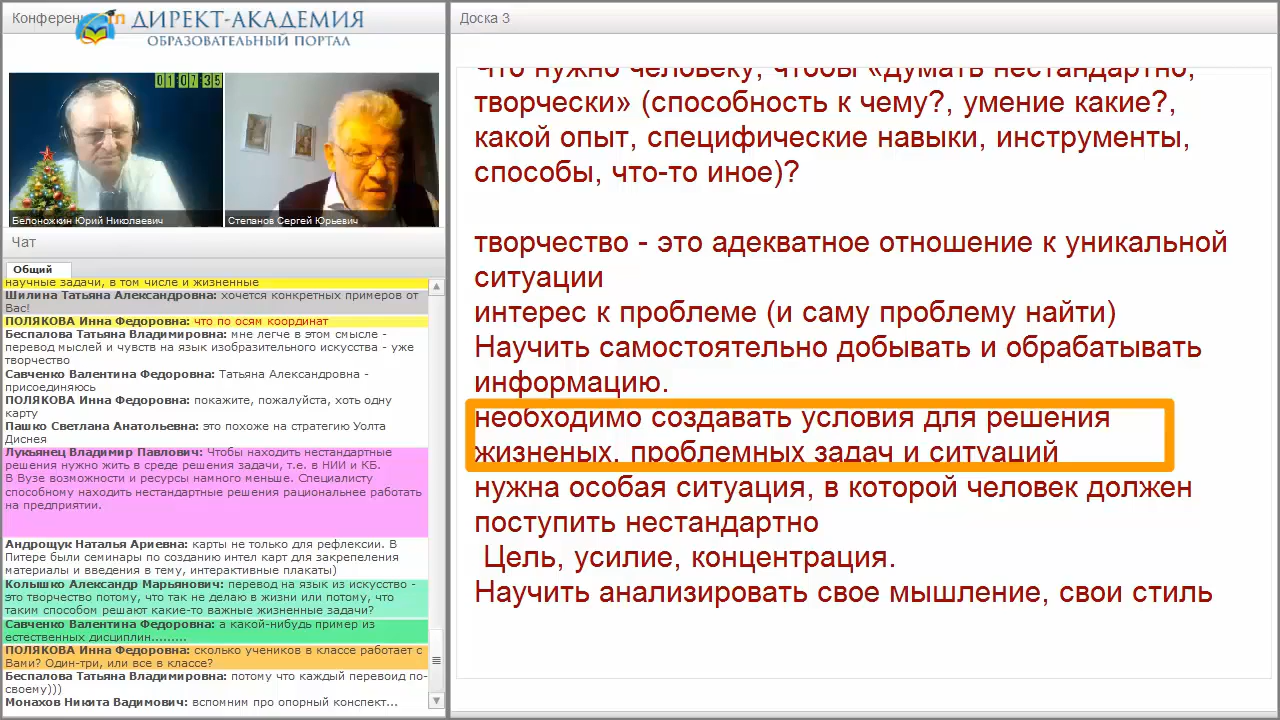 Конферен
ДИРЕКТ-АКАДЕМИЯ
ОБРАЗОВАТЕЛЬНЫЙ ПОРТАЛ
01:07:35
Белоножкин Юрий Николаевич
Степанов Сергей Юрьевич
Чат
Общий
научные задачи, в том числе и жизненные
Шилина Татьяна Александровна: хочется конкретных примеров от
Вас!
ПОЛЯКОВА Инна Федоровна: что по осям координат
Беспалова Татьяна Владимировна: мне легче в этом смысле -
перевод мыслей и чувств на язык изобразительного искусства - уже
творчество
Савченко Валентина Федоровна: Татьяна Александровна -
присоединяюсь
ПОЛЯКОВА Инна Федоровна: покажите, пожалуйста, хоть одну
карту
Пашко Светлана Анатольевна: это похоже на стратегию Уолта
Диснея
Лукьянец Владимир Павлович: Чтобы находить нестандартные
решения нужно жить в среде решения задачи, т.е. в НИИ и КБ.
В Вузе возможности и ресурсы намного меньше. Специалисту
способному находить нестандартные решения рациональнее работать
на предприятии.
Андрощук Наталья Ариевна: карты не только для рефлексии. В
Питере были семинары по созданию интел карт для закрепления
материалы и введения в тему, интерактивные плакаты)
Колышко Александр Марьянович: перевод на язык из искусство -
это творчество потому, что так не делаю в жизни или потому, что
таким способом решают какие-то важные жизненные задачи?
Савченко Валентина Федоровна: а какой-нибудь пример из
естественных дисциплин.........
ПОЛЯКОВА Инна Федоровна: сколько учеников в классе работает с
Вами? Один-три, или все в классе?
Беспалова Татьяна Владимировна: потому что каждый перевоид по-
своему)))
Монахов Никита Вадимович: вспомним про опорный конспект...
Доска 3
что нужно человеку, чтобы «думать нестандартно,
творчески» (способность к чему?, умение какие?,
какой опыт, специфические навыки, инструменты,
способы, что-то иное)?
творчество - это адекватное отношение к уникальной
ситуации
интерес к проблеме (и саму проблему найти)
Научить самостоятельно добывать и обрабатывать
информацию.
необходимо создавать условия для решения
жизненых, проблемных задач и ситуаций
нужна особая ситуация, в которой человек должен
поступить нестандартно
Цель, усилие, концентрация.
Научить анализировать свое мышление, свои стиль